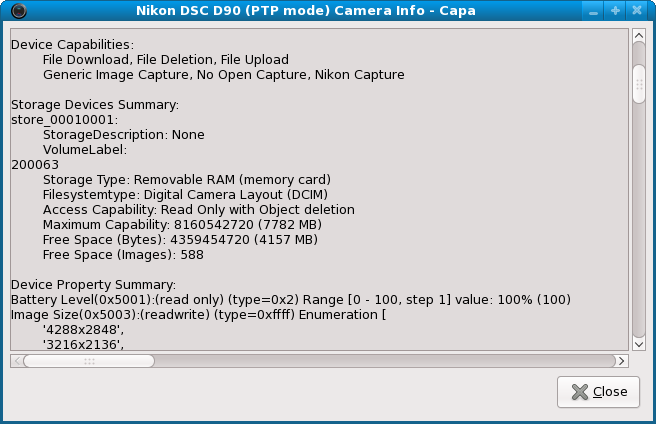 Nikon DSC D90 (PTP mode) Camera Info - Capa
Device Capabilities:
File Download, File Deletion, File Upload
Generic Image Capture, No Open Capture, Nikon Capture
Storage Devices Summary:
store_00010001:
StorageDescription: None
VolumeLabel:
200063
Storage Type: Removable RAM (memory card)
Filesystemtype: Digital Camera Layout (DCIM)
Access Capability: Read Only with Object deletion
Maximum Capability: 8160542720 (7782 MB)
Free Space (Bytes): 4359454720 (4157 MB)
Free Space (Images): 588
Device Property Summary:
Battery Level(0x5001):(read only) (type=0x2) Range [0 - 100, step 1] value: 100% (100)
Image Size(0x5003):(readwrite) (type=0xffff) Enumeration [
'4288x2848',
'3216x2136',
Close